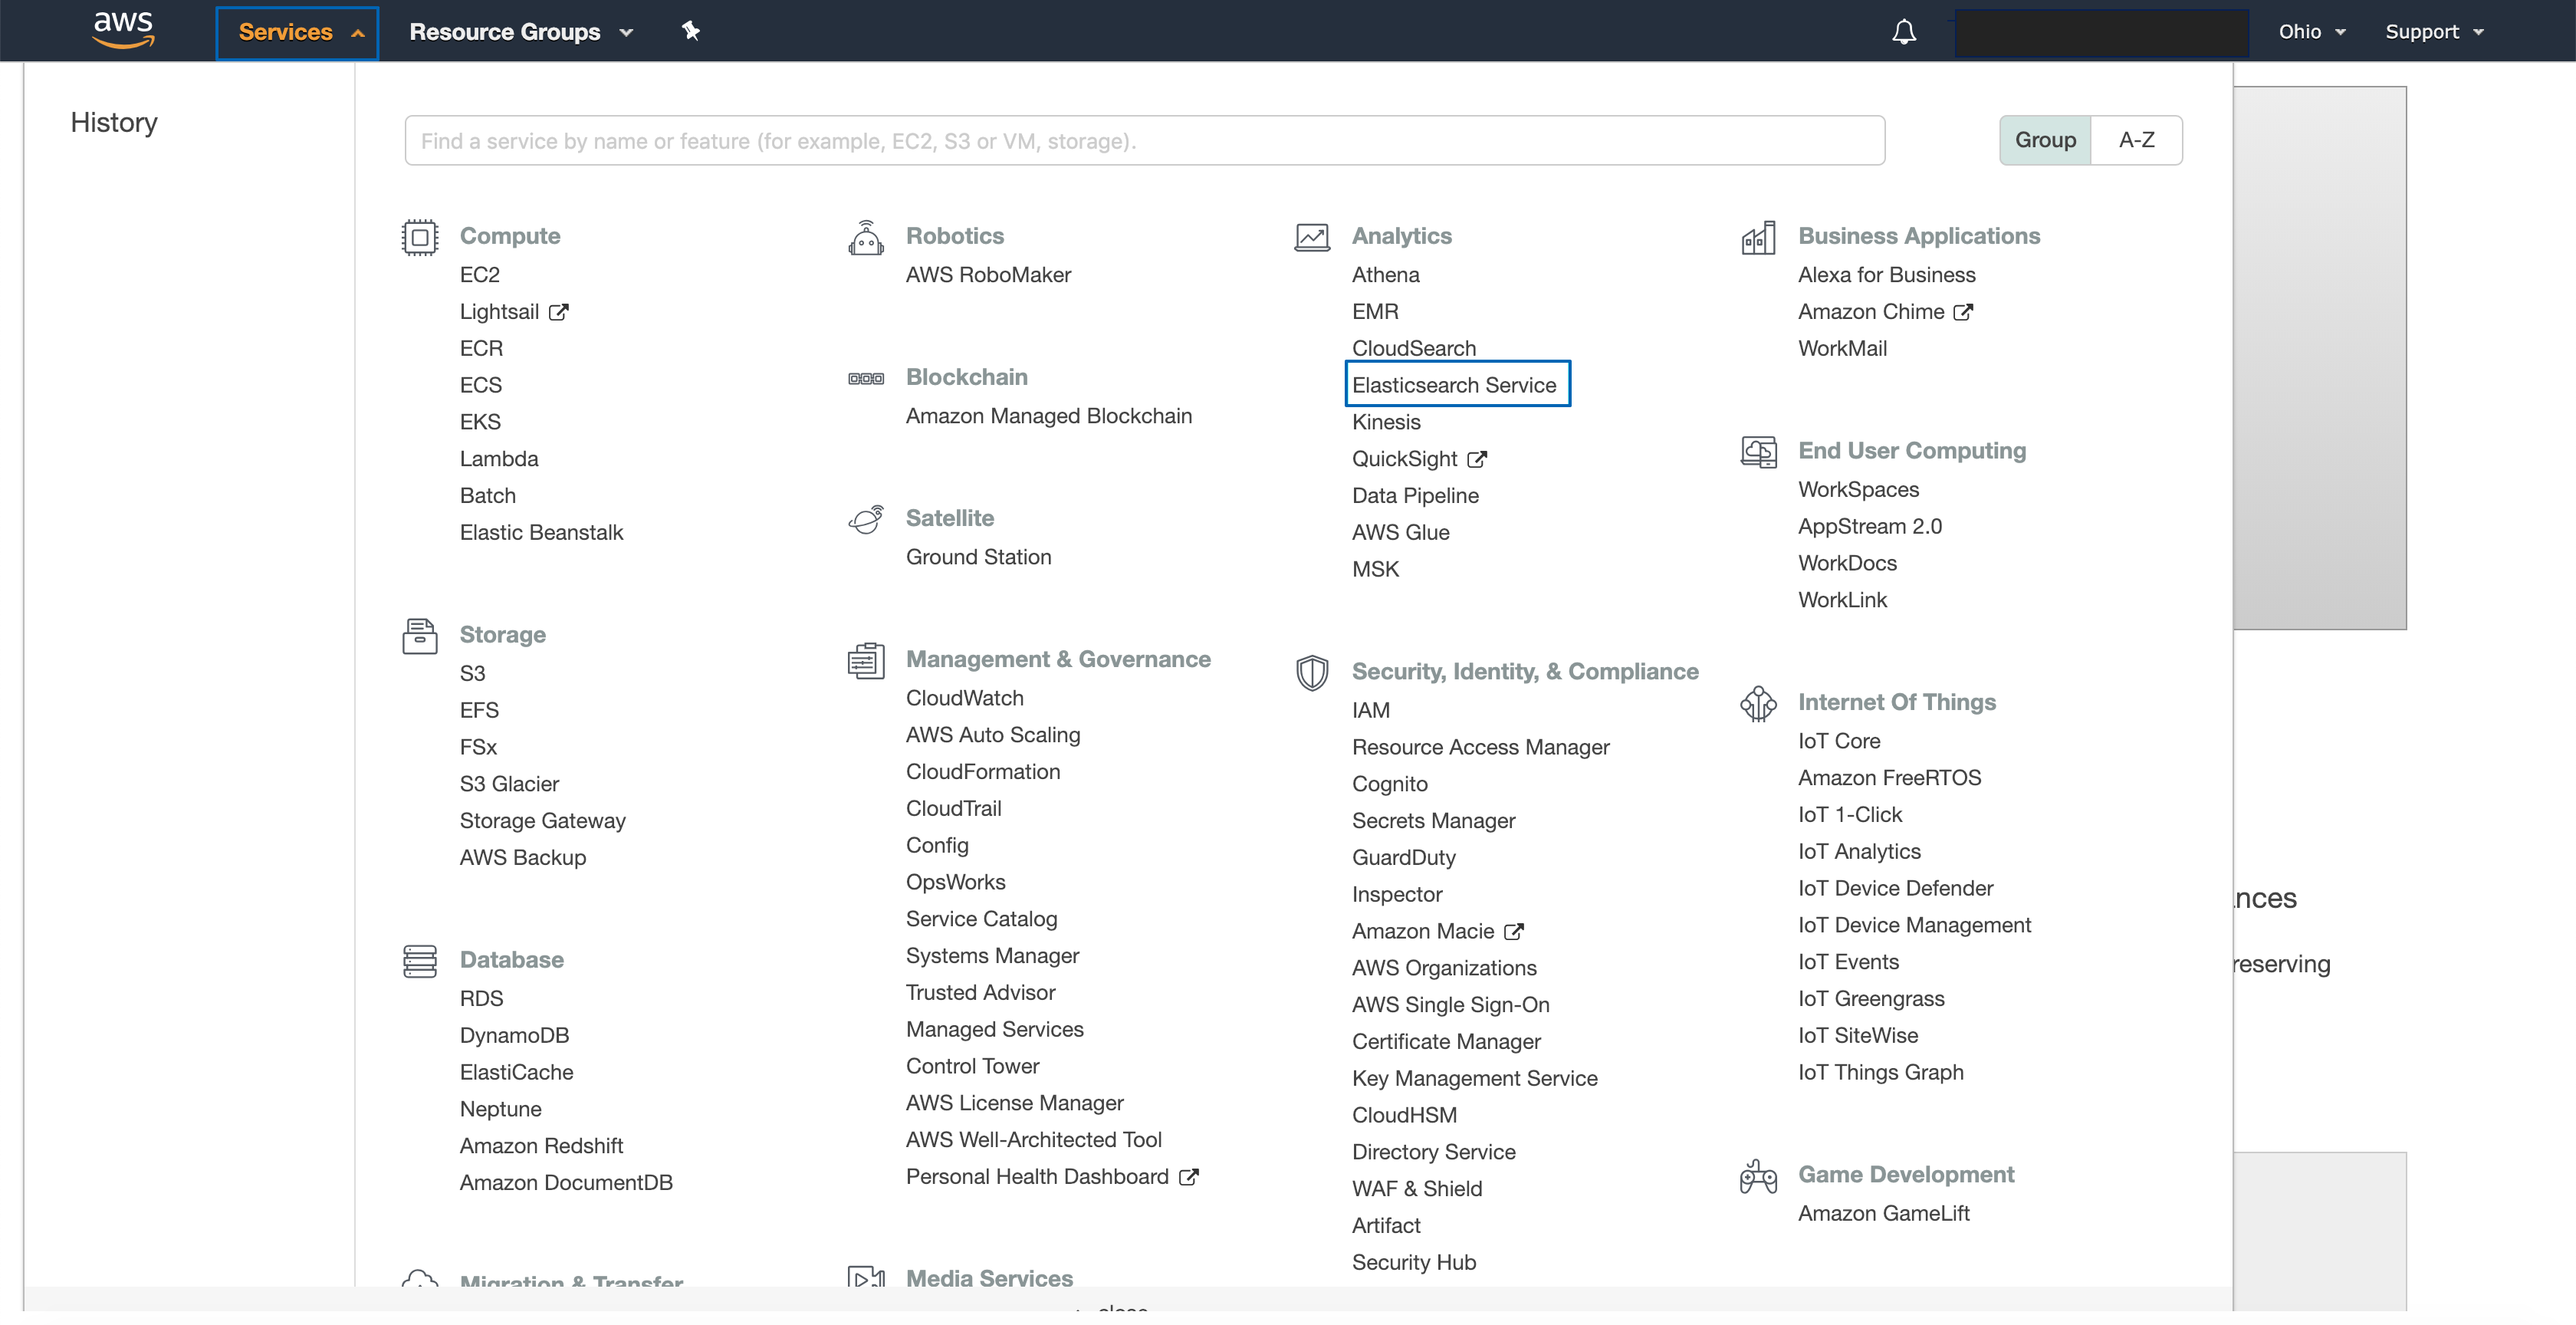 aws Services Resource Groups Ohio Support
History
Find a service by name or feature (for example, EC2, S3 or VM, storage).
Group A-Z
Compute
EC2
Lightsail
ECR
ECS
EKS
Lambda
Batch
Elastic Beanstalk
Storage
S3
EFS
FSx
S3 Glacier
Storage Gateway
AWS Backup
Database
RDS
DynamoDB
ElastiCache
Neptune
Amazon Redshift
Amazon DocumentDB
Migration & Transfer
Robotics
AWS RoboMaker
Blockchain
Amazon Managed Blockchain
Satellite
Ground Station
Management & Governance
CloudWatch
AWS Auto Scaling
CloudFormation
CloudTrail
Config
OpsWorks
Service Catalog
Systems Manager
Trusted Advisor
Managed Services
Control Tower
AWS License Manager
AWS Well-Architected Tool
Personal Health Dashboard
Media Services
Analytics
Athena
EMR
CloudSearch
Elasticsearch Service
Kinesis
QuickSight
Data Pipeline
AWS Glue
MSK
Security, Identity, & Compliance
IAM
Resource Access Manager
Cognito
Secrets Manager
GuardDuty
Inspector
Amazon Macie
AWS Organizations
AWS Single Sign-On
Certificate Manager
Key Management Service
CloudHSM
Directory Service
WAF & Shield
Artifact
Security Hub
Business Applications
Alexa for Business
Amazon Chime
WorkMail
End User Computing
WorkSpaces
AppStream 2.0
WorkDocs
WorkLink
Internet Of Things
IoT Core
Amazon FreeRTOS
IoT 1-Click
IoT Analytics
IoT Device Defender
IoT Device Management
IoT Events
IoT Greengrass
IoT SiteWise
IoT Things Graph
Game Development
Amazon GameLift
nces
reserving
close